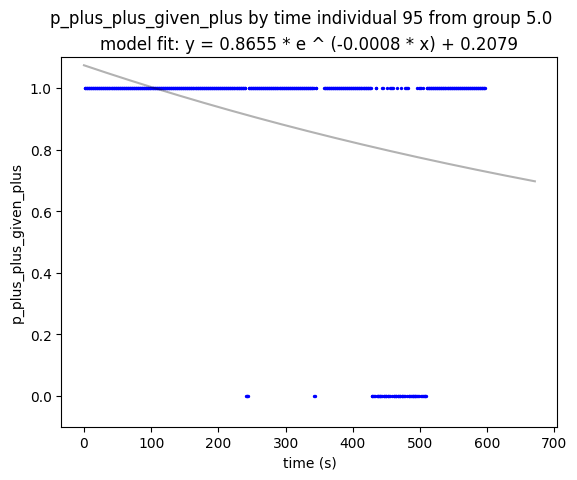 p_plus_plus_given_plus by time individual 95 from group 5.0
model fit: y = 0.8655 * e ^ (-0.0008 * x) + 0.2079
p_plus_plus_given_plus
1.0
0.8
0.6
0.4
0.2
0.0
0 100 200 300 400 500 600 700
time (s)